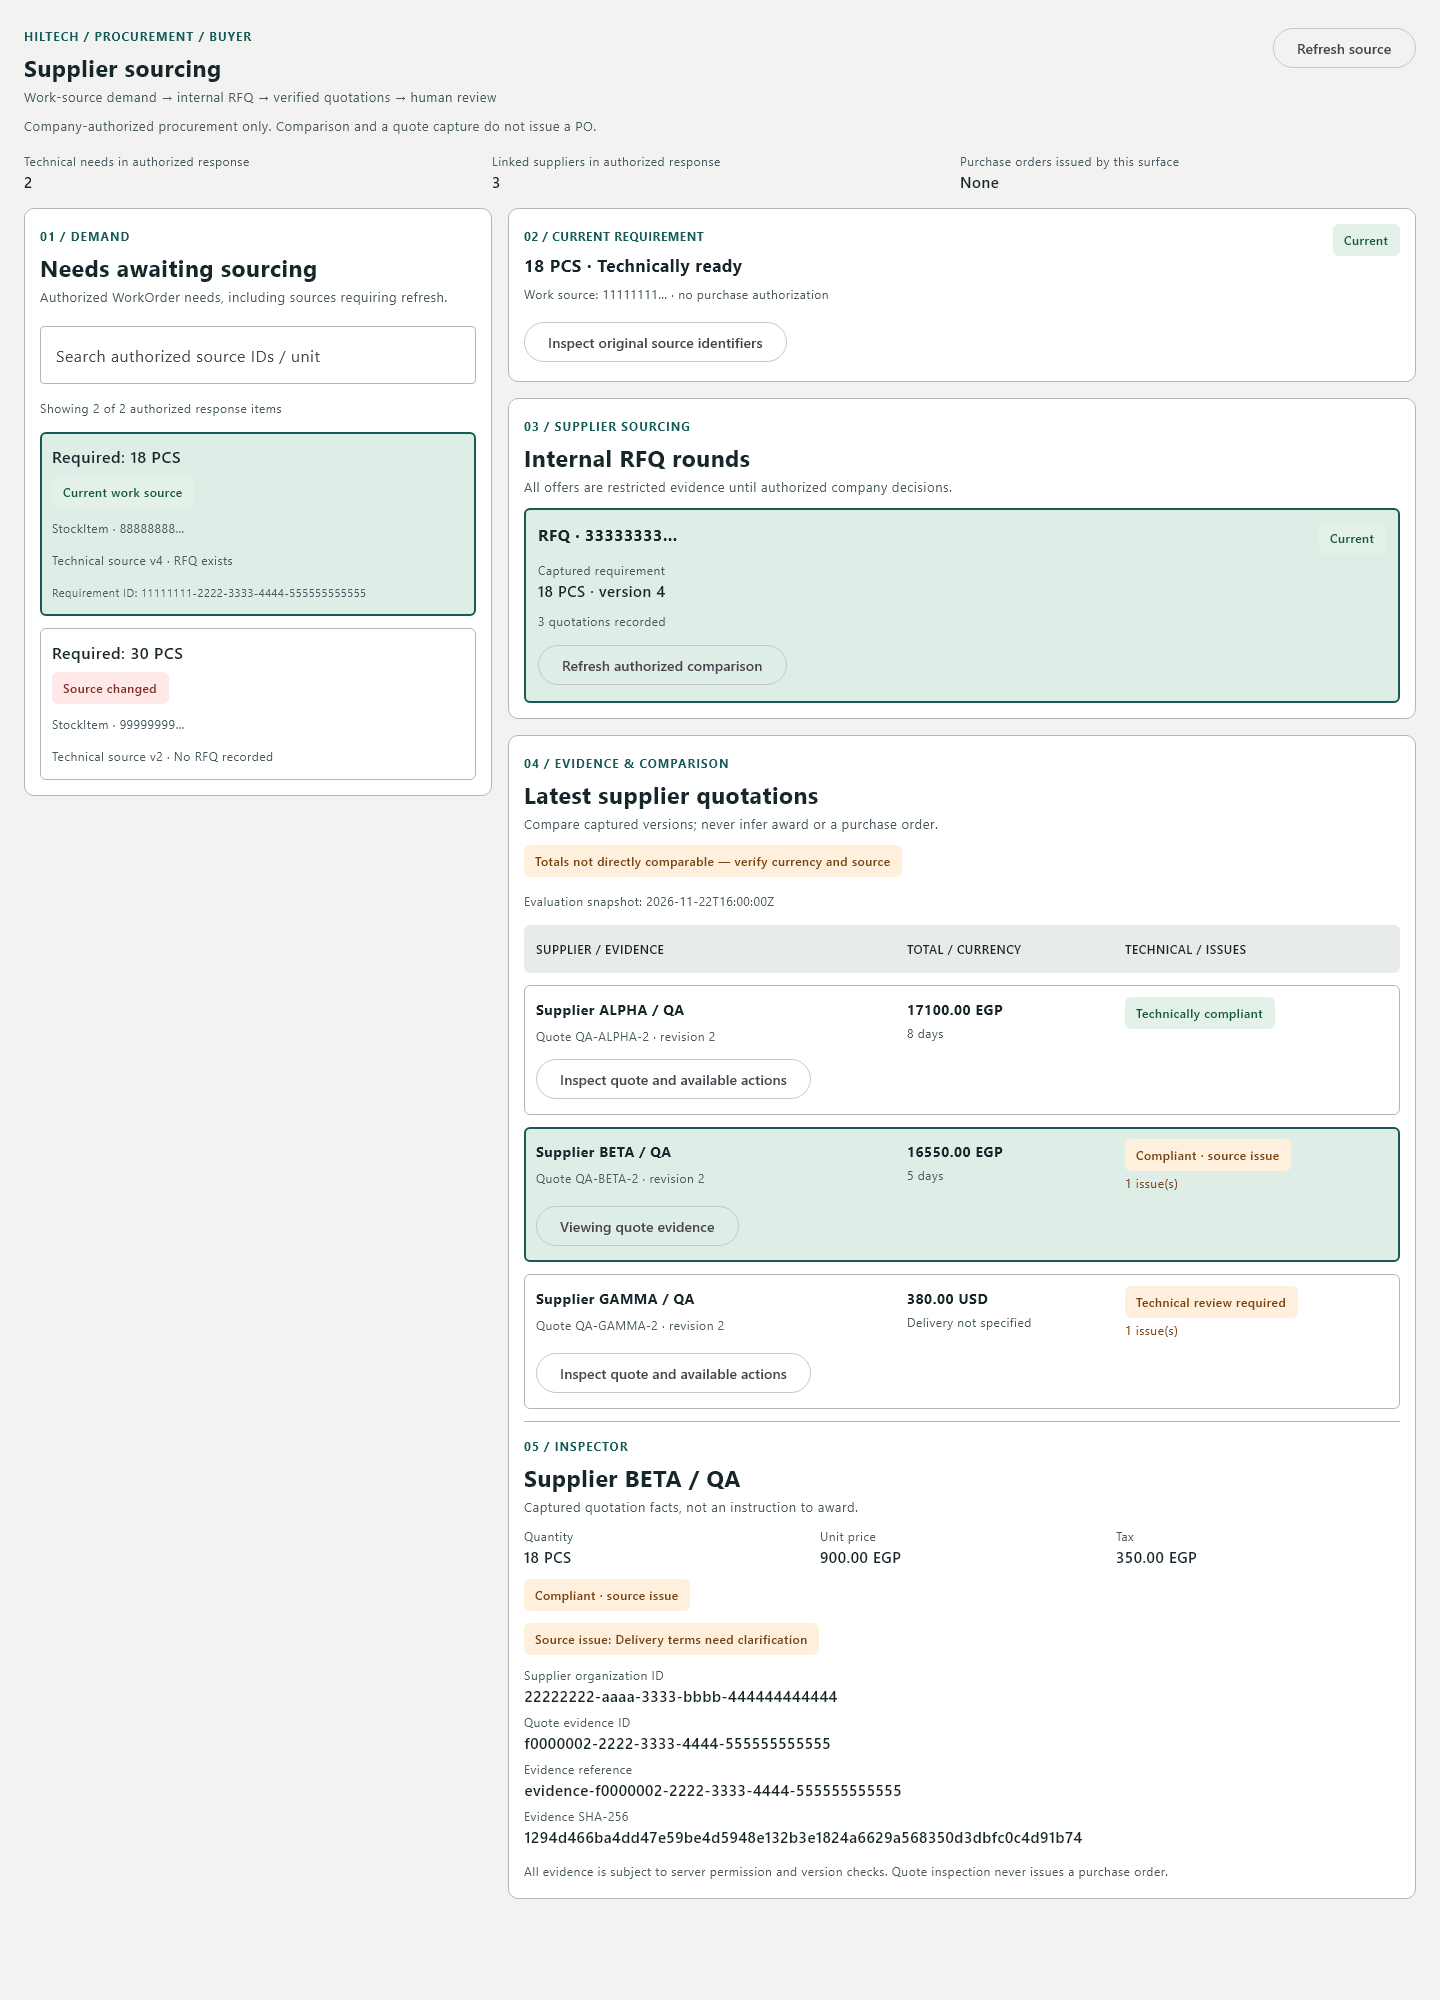 HILTECH / PROCUREMENT / BUYER
Refresh source
Supplier sourcing
Work-source demand → internal RFQ → verified quotations → human review
Company-authorized procurement only. Comparison and a quote capture do not issue a PO.
Technical needs in authorized response
2
Linked suppliers in authorized response
3
Purchase orders issued by this surface
None
01 / DEMAND
Needs awaiting sourcing
Authorized WorkOrder needs, including sources requiring refresh.
Search authorized source IDs / unit
Showing 2 of 2 authorized response items
Required: 18 PCS
Current work source
StockItem · 88888888...
Technical source v4 · RFQ exists
Requirement ID: 11111111-2222-3333-4444-555555555555
Required: 30 PCS
Source changed
StockItem · 99999999...
Technical source v2 · No RFQ recorded
02 / CURRENT REQUIREMENT
Current
18 PCS · Technically ready
Work source: 11111111... · no purchase authorization
Inspect original source identifiers
03 / SUPPLIER SOURCING
Internal RFQ rounds
All offers are restricted evidence until authorized company decisions.
RFQ · 33333333...
Current
Captured requirement
18 PCS · version 4
3 quotations recorded
Refresh authorized comparison
04 / EVIDENCE & COMPARISON
Latest supplier quotations
Compare captured versions; never infer award or a purchase order.
Totals not directly comparable — verify currency and source
Evaluation snapshot: 2026-11-22T16:00:00Z
SUPPLIER / EVIDENCE
TOTAL / CURRENCY
TECHNICAL / ISSUES
Supplier ALPHA / QA
Quote QA-ALPHA-2 · revision 2
17100.00 EGP
8 days
Technically compliant
Inspect quote and available actions
Supplier BETA / QA
Quote QA-BETA-2 · revision 2
16550.00 EGP
5 days
Compliant · source issue
1 issue(s)
Viewing quote evidence
Supplier GAMMA / QA
Quote QA-GAMMA-2 · revision 2
380.00 USD
Delivery not specified
Technical review required
1 issue(s)
Inspect quote and available actions
05 / INSPECTOR
Supplier BETA / QA
Captured quotation facts, not an instruction to award.
Quantity
18 PCS
Unit price
900.00 EGP
Tax
350.00 EGP
Compliant · source issue
Source issue: Delivery terms need clarification
Supplier organization ID
22222222-aaaa-3333-bbbb-444444444444
Quote evidence ID
f0000002-2222-3333-4444-555555555555
Evidence reference
evidence-f0000002-2222-3333-4444-555555555555
Evidence SHA-256
1294d466ba4dd47e59be4d5948e132b3e1824a6629a568350d3dbfc0c4d91b74
All evidence is subject to server permission and version checks. Quote inspection never issues a purchase order.